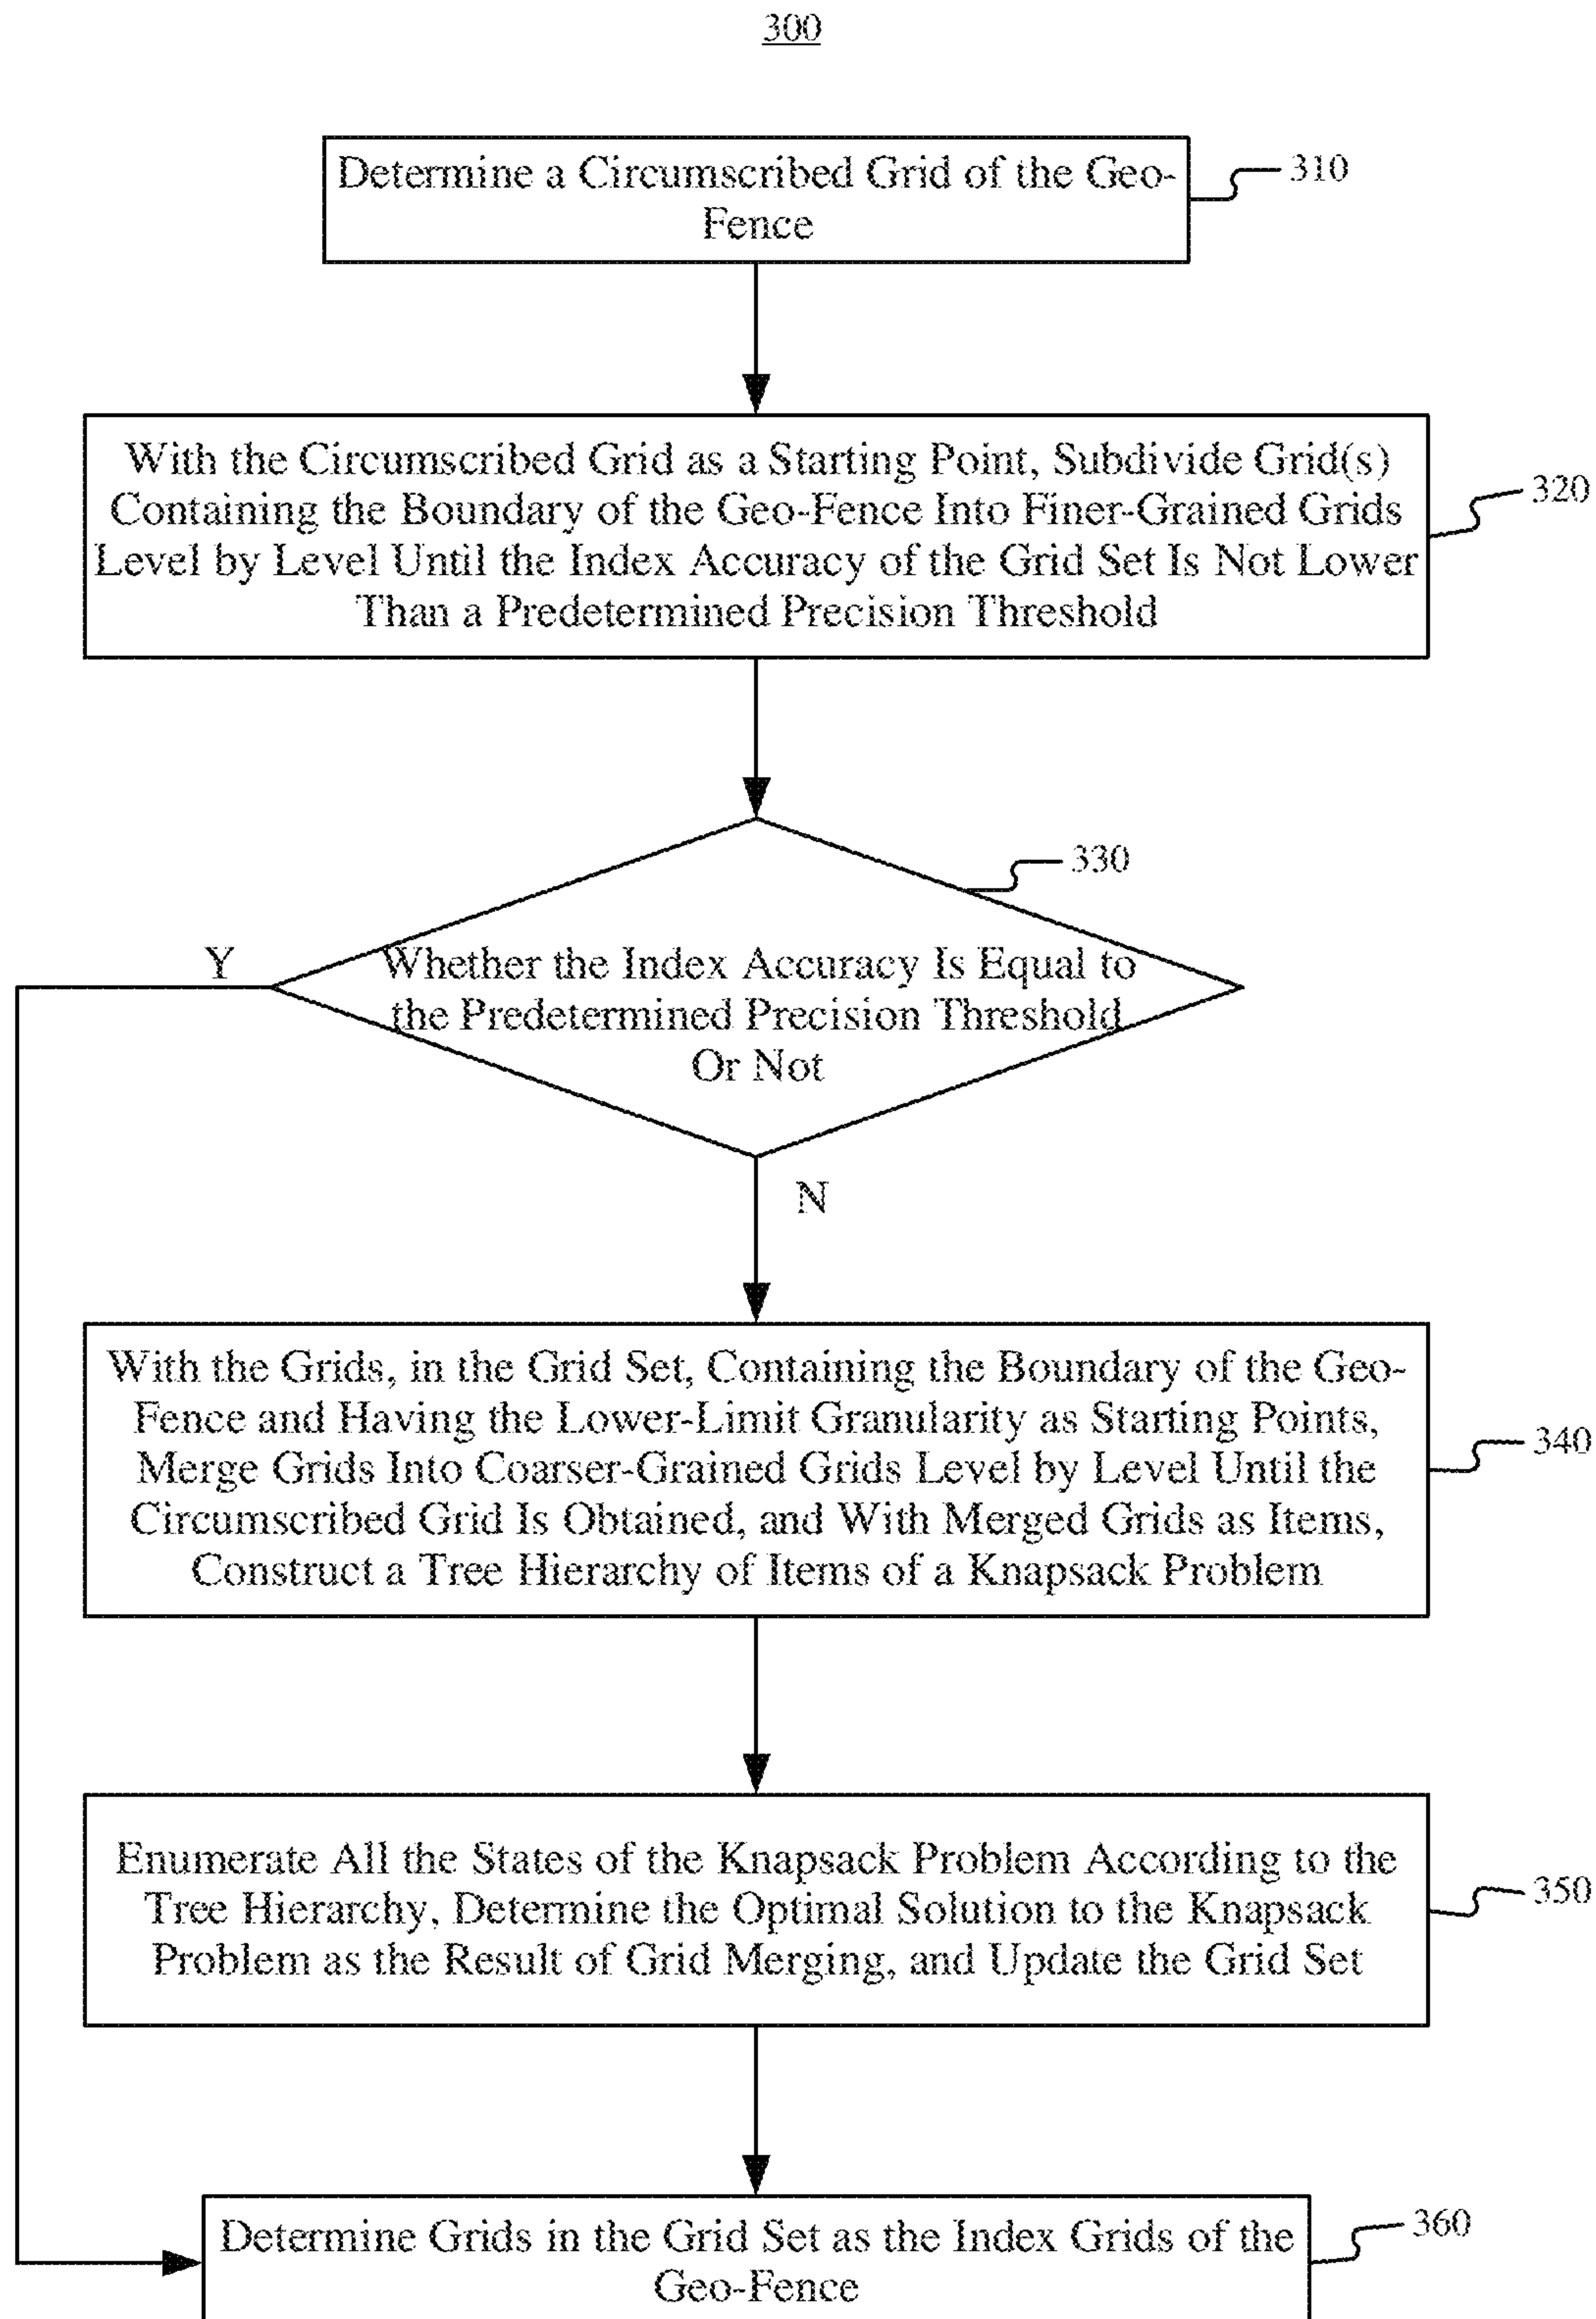 300
Determine a Circumscribed Grid of the Geo-
Fence
310
With the Circumscribed Grid as a Starting Point, Subdivide Grid(s)
Containing the Boundary of the Geo-Fence Into Finer-Grained Grids
Level by Level Until the Index Accuracy of the Grid Set Is Not Lower
Than a Predetermined Precision Threshold
320
330
Y
Whether the Index Accuracy Is Equal to
the Predetermined Precision Threshold
Or Not
N
With the Grids, in the Grid Set, Containing the Boundary of the Geo-
Fence and Having the Lower-Limit Granularity as Starting Points,
Merge Grids Into Coarser-Grained Grids Level by Level Until the
Circumscribed Grid Is Obtained, and With Merged Grids as Items,
Construct a Tree Hierarchy of Items of a Knapsack Problem
340
Enumerate All the States of the Knapsack Problem According to the
Tree Hierarchy, Determine the Optimal Solution to the Knapsack
Problem as the Result of Grid Merging, and Update the Grid Set
350
Determine Grids in the Grid Set as the Index Grids of the
Geo-Fence
360